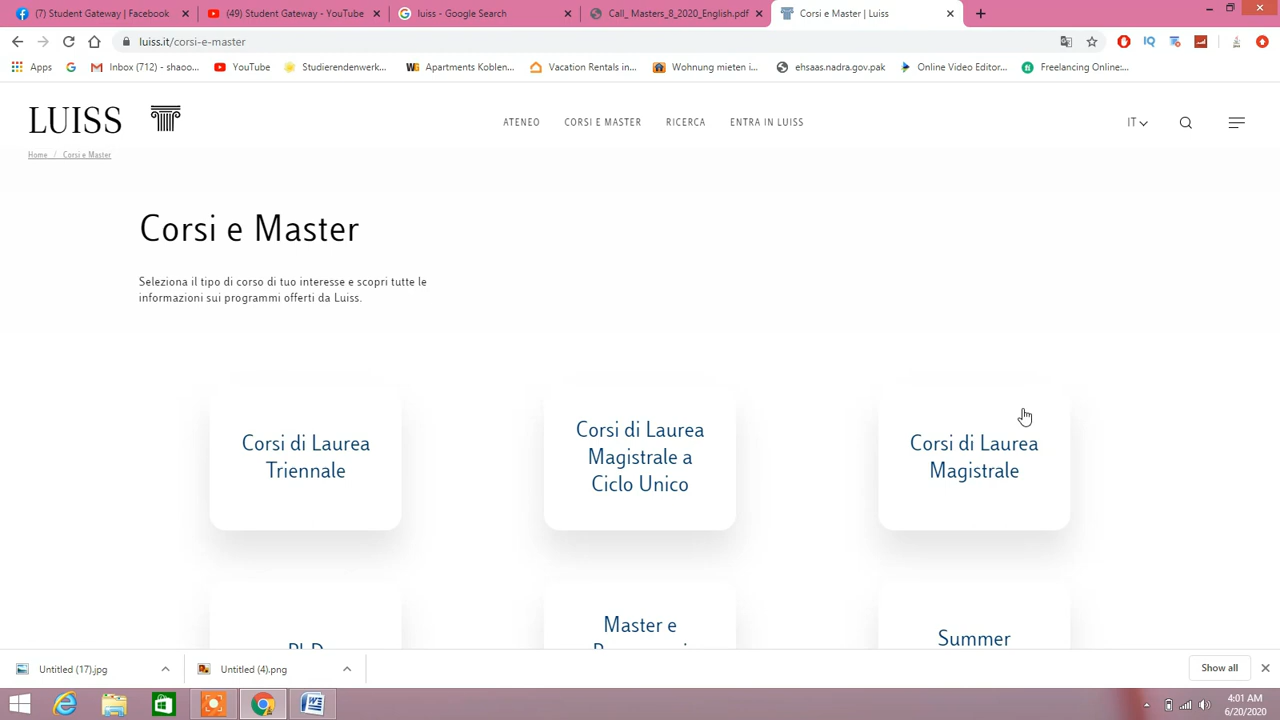 (7) Student Gateway | Facebook
(49) Student Gateway - YouTube
luiss - Google Search
Call_ Masters_8_2020_English.pdf
Corsi e Master | Luiss
luiss.it/corsi-e-master
Apps
Inbox (712) - shaoo...
YouTube
Studierendenwerk...
Apartments Koblen...
Vacation Rentals in...
Wohnung mieten i...
ehsaas.nadra.gov.pak
Online Video Editor...
Freelancing Online:...
LUISS
ATENEO
CORSI E MASTER
RICERCA
ENTRA IN LUISS
IT
Home / Corsi e Master
Corsi e Master
Seleziona il tipo di corso di tuo interesse e scopri tutte le
informazioni sui programmi offerti da Luiss.
Corsi di Laurea
Triennale
Corsi di Laurea
Magistrale a
Ciclo Unico
Corsi di Laurea
Magistrale
PhD
Master e
Summer
Untitled (17).jpg
Untitled (4).png
Show all
4:01 AM
6/20/2020